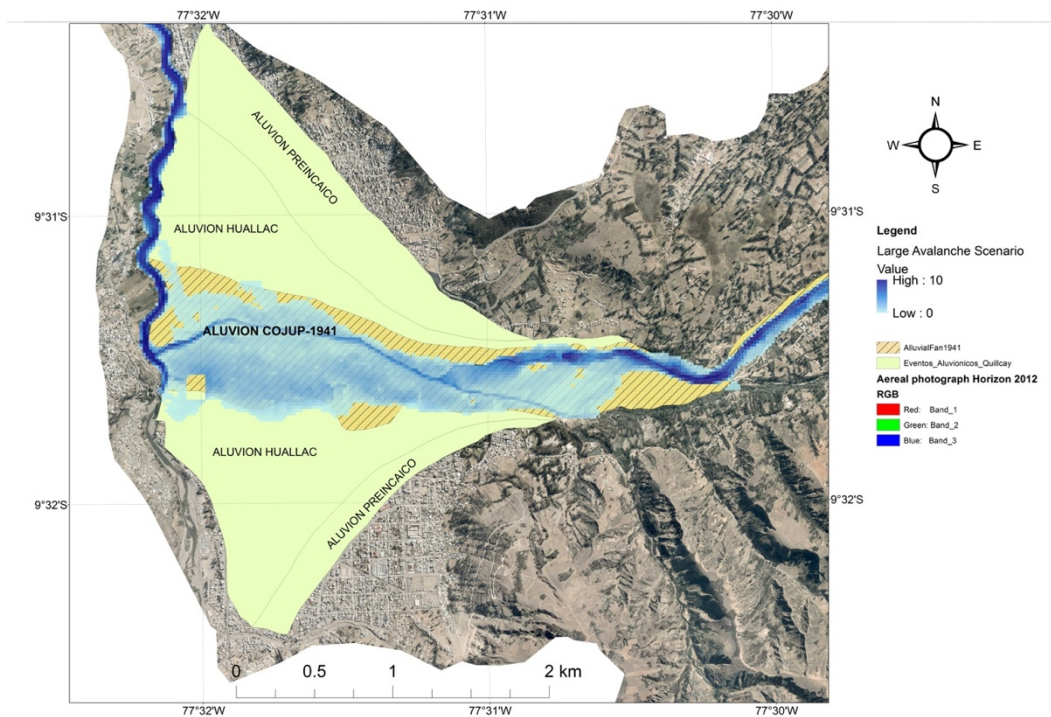 77°32'W
77°31'W
77°30'W
N
W
E
S
9°31'S
9°31'S
ALUVION PREINCAICO
ALUVION HUALLAC
ALUVION COJUP-1941
ALUVION HUALLAC
ALUVION PREINCAICO
9°32'S
9°32'S
Legend
Large Avalanche Scenario
Value
High : 10
Low : 0
AlluvialFan1941
Eventos_Aluvionicos_Quillcay
Aereal photograph Horizon 2012
RGB
Red: Band_1
Green: Band_2
Blue: Band_3
0 0.5 1 2 km
77°32'W
77°31'W
77°30'W